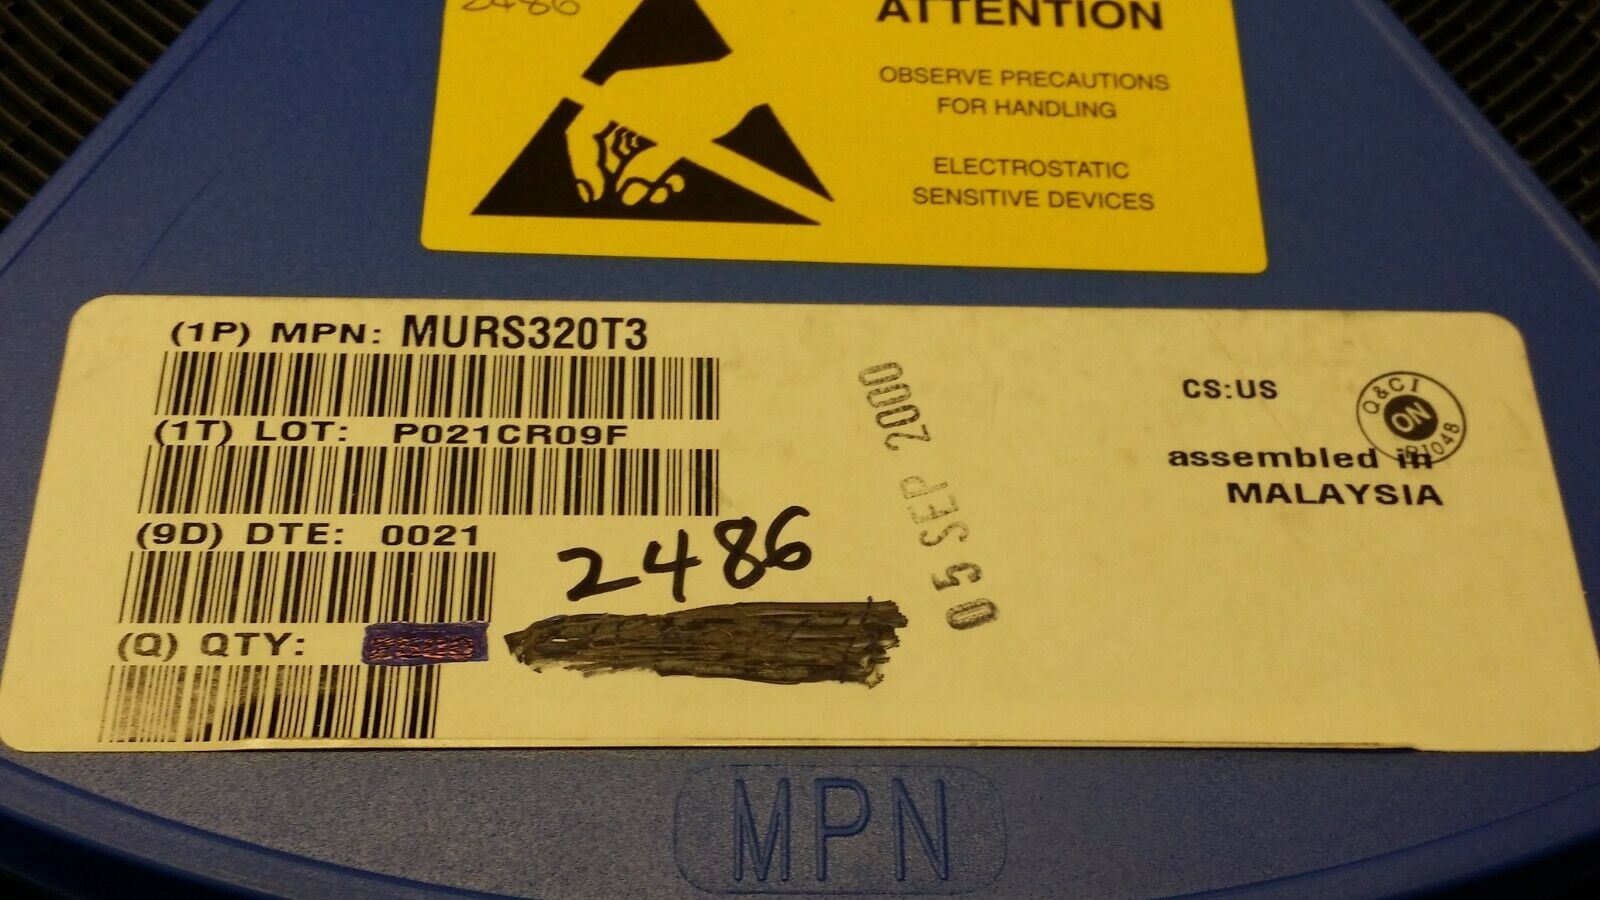 2486
ATTENTION
OBSERVE PRECAUTIONS
FOR HANDLING
ELECTROSTATIC
SENSITIVE DEVICES
(1P) MPN: MURS320T3
(1T) LOT: P021CR09F
(9D) DTE: 0021
2486
(Q) QTY:
05 SEP 2000
CS:US
Q&CI
ON
assembled in
MALAYSIA
MPN